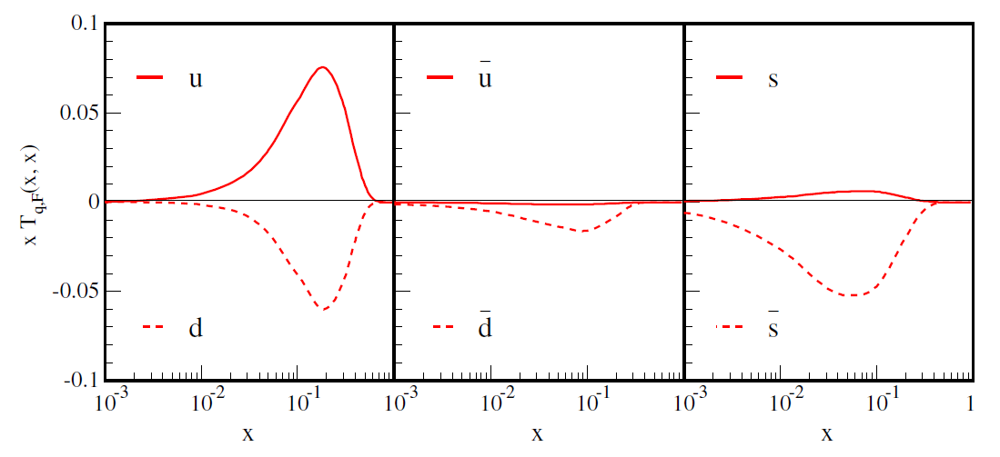 0.1
0.05
0
-0.05
-0.1
x T_{q,F}(x, x)
u
d
ū
d̄
s
s̄
10^{-3} 10^{-2} 10^{-1} 10^{-3} 10^{-2} 10^{-1} 10^{-3} 10^{-2} 10^{-1} 1
x x x